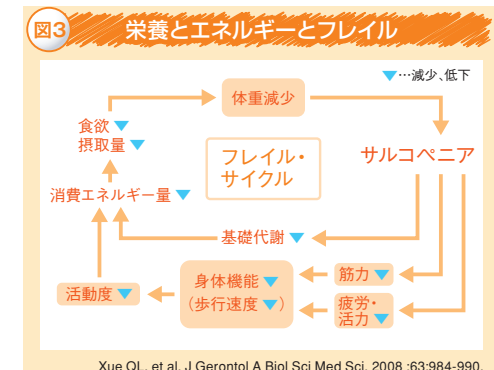 図3 栄養とエネルギーとフレイル
▼…減少、低下
体重減少
食欲▼
摂取量▼
フレイル・
サイクル
サルコペニア
消費エネルギー量▼
基礎代謝▼
身体機能▼
(歩行速度▼)
筋力▼
活動度▼
疲労・
活力▼
Xue QL, et al. J Gerontol A Biol Sci Med Sci. 2008 ;63:984-990.